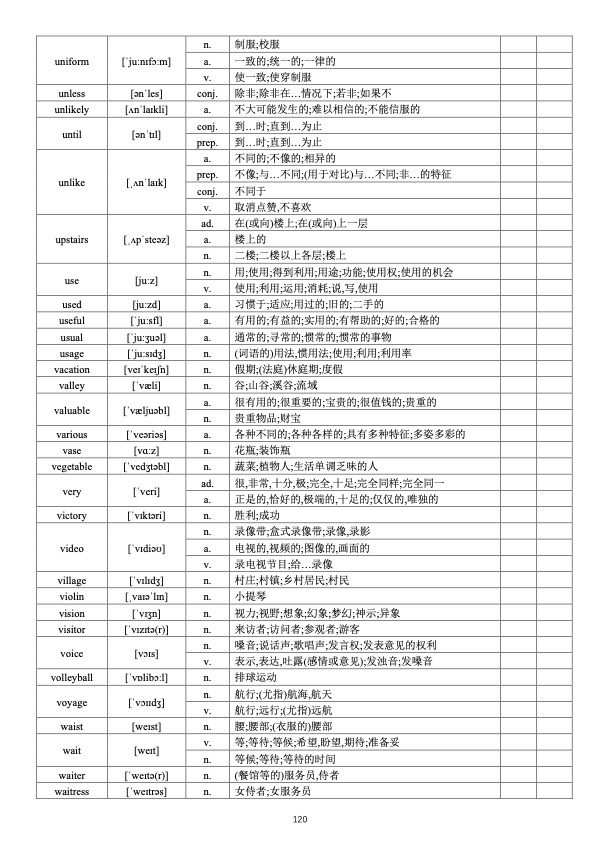 uniform [ˈjuːnɪfɔːm] n. 制服;校服
a. 一致的;统一的;一律的
v. 使一致;使穿制服
unless [ənˈles] conj. 除非;除非在…情况下;若非;如果不
unlikely [ʌnˈlaɪkli] a. 不大可能发生的;难以相信的;不能信服的
until [ənˈtɪl] conj. 到…时;直到…为止
prep. 到…时;直到…为止
unlike [ˌʌnˈlaɪk] a. 不同的;不像的;相异的
prep. 不像;与…不同;(用于对比)与…不同;非…的特征
conj. 不同于
v. 取消点赞,不喜欢
upstairs [ˌʌpˈsteəz] ad. 在(或向)楼上;在(或向)上一层
a. 楼上的
n. 二楼;二楼以上各层;楼上
use [juːz] n. 用;使用;得到利用;用途;功能;使用权;使用的机会
v. 使用;利用;运用;消耗;说,写,使用
used [juːzd] a. 习惯于;适应;用过的;旧的;二手的
useful [ˈjuːsfl] a. 有用的;有益的;实用的;有帮助的;好的;合格的
usual [ˈjuːʒuəl] a. 通常的;寻常的;惯常的;惯常的事物
usage [ˈjuːsɪdʒ] n. (词语的)用法,惯用法;使用;利用;利用率
vacation [veɪˈkeɪʃn] n. 假期;(法庭)休庭期;度假
valley [ˈvæli] n. 谷;山谷;溪谷;流域
valuable [ˈvæljuəbl] a. 很有用的;很重要的;宝贵的;很值钱的;贵重的
n. 贵重物品;财宝
various [ˈveəriəs] a. 各种不同的;各种各样的;具有多种特征;多姿多彩的
vase [vɑːz] n. 花瓶;装饰瓶
vegetable [ˈvedʒtəbl] n. 蔬菜;植物人;生活单调乏味的人
very [ˈveri] ad. 很,非常,十分,极;完全,十足;完全同样;完全同一
a. 正是的,恰好的,极端的,十足的;仅仅的,唯独的
victory [ˈvɪktəri] n. 胜利;成功
video [ˈvɪdiəʊ] n. 录像带;盒式录像带;录像,录影
a. 电视的,视频的;图像的,画面的
v. 录电视节目;给…录像
village [ˈvɪlɪdʒ] n. 村庄;村镇;乡村居民;村民
violin [ˌvaɪəˈlɪn] n. 小提琴
vision [ˈvɪʒn] n. 视力;视野;想象;幻象;梦幻;神示;异象
visitor [ˈvɪzɪtə(r)] n. 来访者;访问者;参观者;游客
voice [vɔɪs] n. 嗓音;说话声;歌唱声;发言权;发表意见的权利
v. 表示,表达,吐露(感情或意见);发浊音;发嗓音
volleyball [ˈvɒlibɔːl] n. 排球运动
voyage [ˈvɔɪɪdʒ] n. 航行;(尤指)航海,航天
v. 航行;远行;(尤指)远航
waist [weɪst] n. 腰;腰部;(衣服的)腰部
wait [weɪt] v. 等;等待;等候;希望,盼望,期待;准备妥
n. 等候;等待;等待的时间
waiter [ˈweɪtə(r)] n. (餐馆等的)服务员,侍者
waitress [ˈweɪtrəs] n. 女侍者;女服务员
120